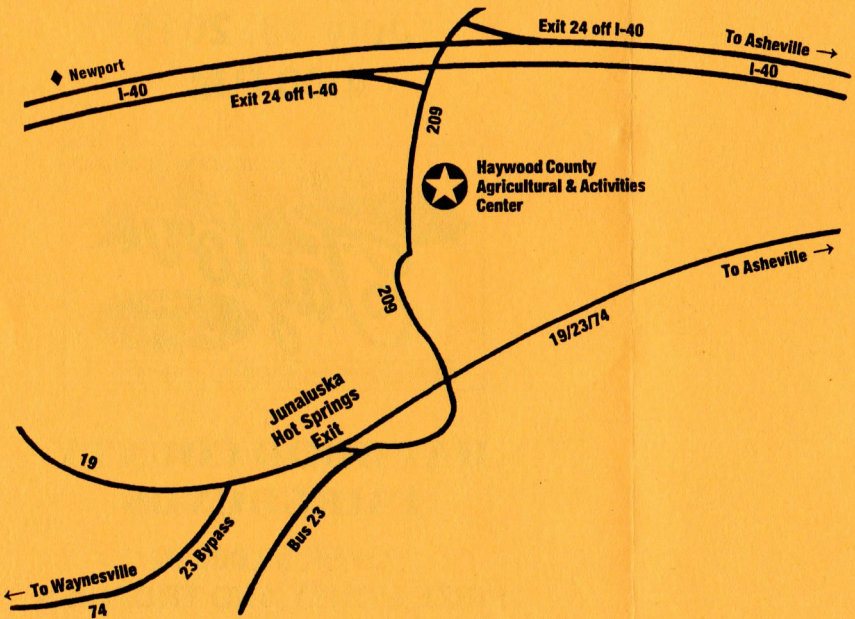 Exit 24 off I-40
To Asheville →
Newport
I-40
I-40
Exit 24 off I-40
209
Haywood County
Agricultural & Activities
Center
To Asheville →
209
19/23/74
Junaluska
Hot Springs
Exit
19
23 Bypass
Bus 23
← To Waynesville
74